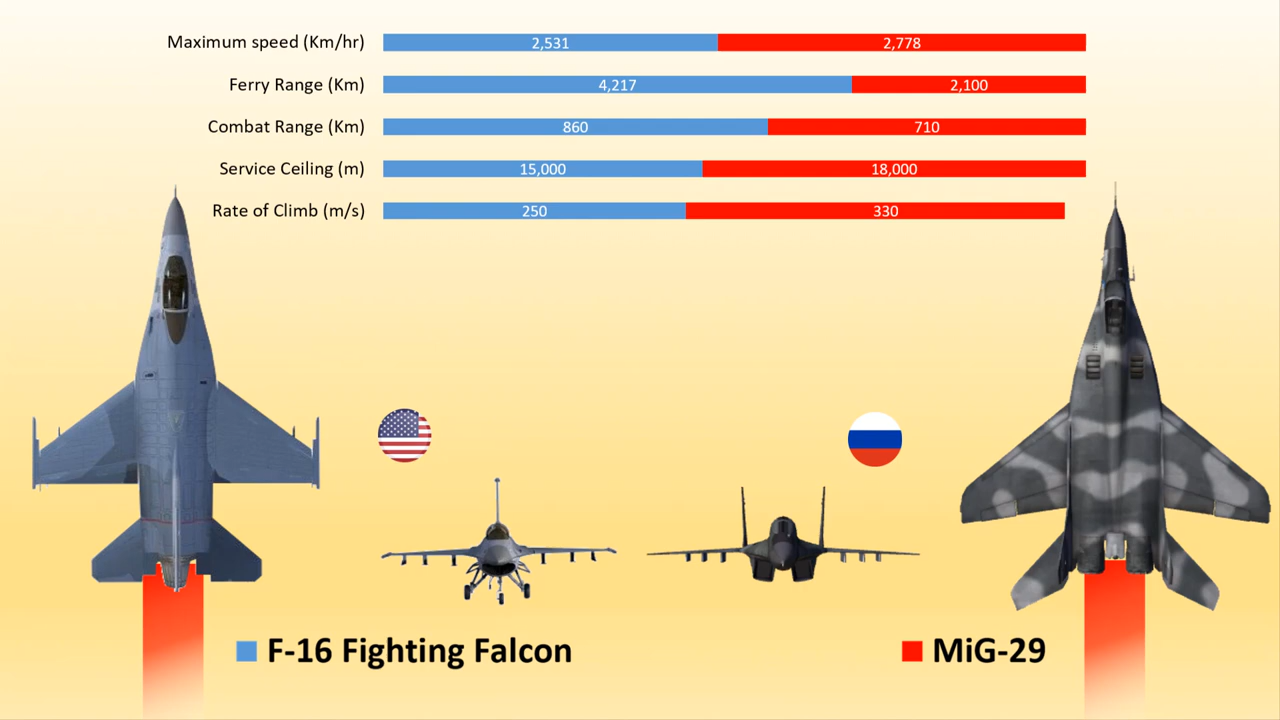 Maximum speed (Km/hr) 2,531 2,778
Ferry Range (Km) 4,217 2,100
Combat Range (Km) 860 710
Service Ceiling (m) 15,000 18,000
Rate of Climb (m/s) 250 330
F-16 Fighting Falcon
MiG-29